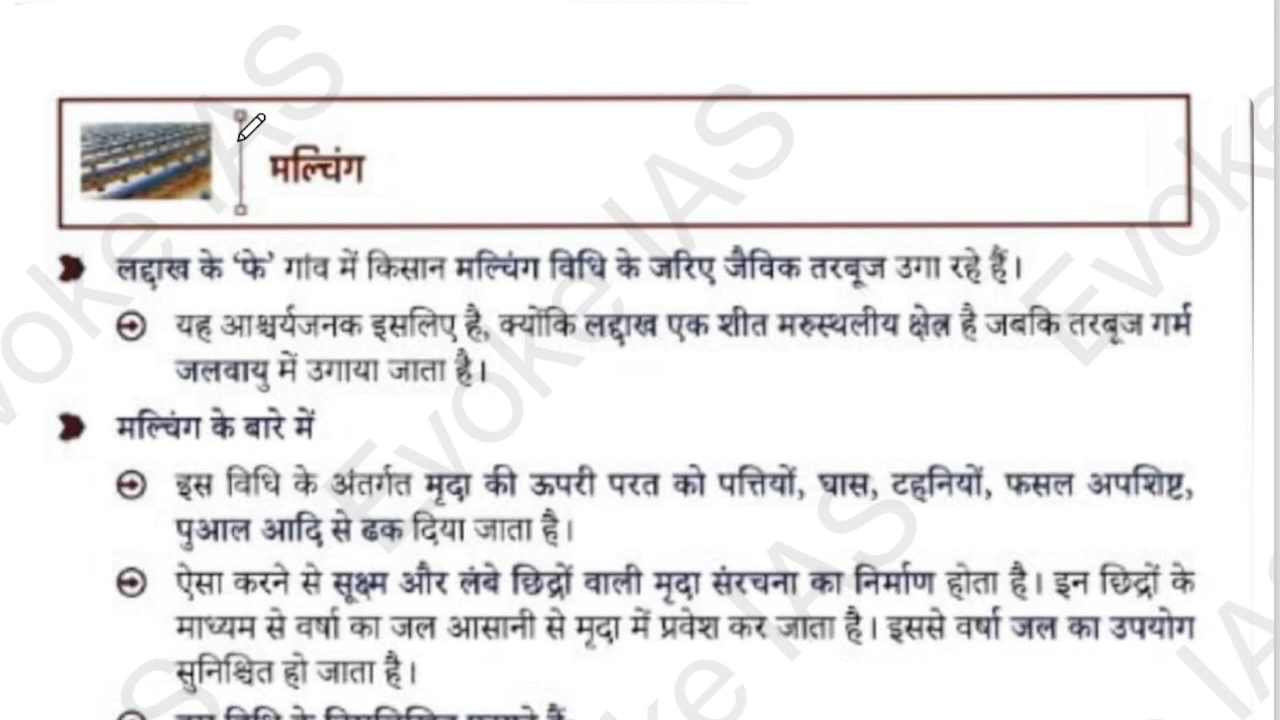 मल्चिंग
लद्दाख के ‘फे’ गांव में किसान मल्चिंग विधि के जरिए जैविक तरबूज उगा रहे हैं।
यह आश्चर्यजनक इसलिए है, क्योंकि लद्दाख एक शीत मरुस्थलीय क्षेत्र है जबकि तरबूज गर्म
जलवायु में उगाया जाता है।
मल्चिंग के बारे में
इस विधि के अंतर्गत मृदा की ऊपरी परत को पत्तियों, घास, टहनियों, फसल अपशिष्ट,
पुआल आदि से ढक दिया जाता है।
ऐसा करने से सूक्ष्म और लंबे छिद्रों वाली मृदा संरचना का निर्माण होता है। इन छिद्रों के
माध्यम से वर्षा का जल आसानी से मृदा में प्रवेश कर जाता है। इससे वर्षा जल का उपयोग
सुनिश्चित हो जाता है।
Evoke IAS